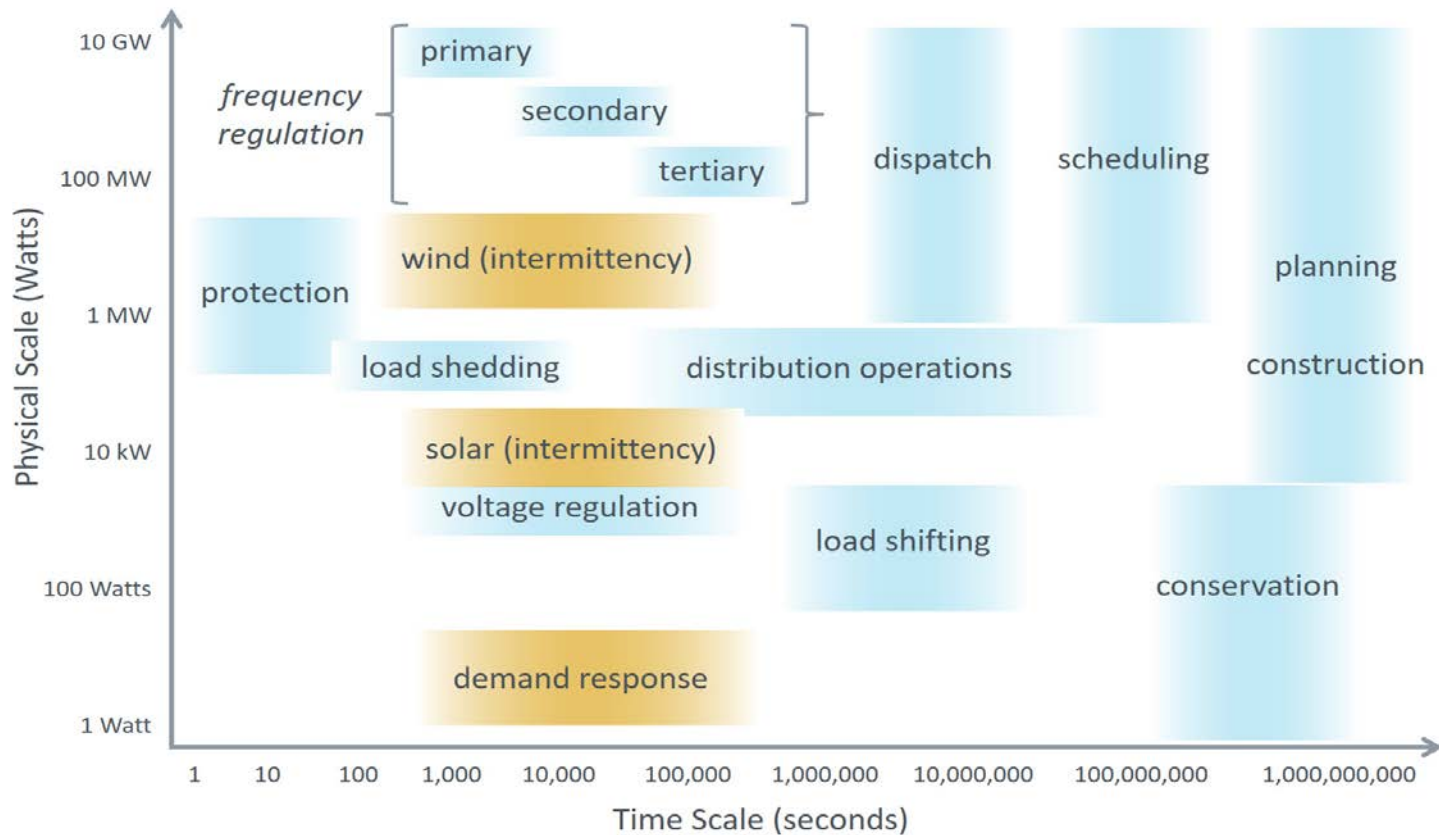 10 GW
primary
frequency
regulation
secondary
100 MW
tertiary
dispatch
scheduling
wind (intermittency)
protection
planning
1 MW
load shedding
distribution operations
construction
10 kW
solar (intermittency)
voltage regulation
load shifting
100 Watts
conservation
demand response
1 Watt
Physical Scale (Watts)
1 10 100 1,000 10,000 100,000 1,000,000 10,000,000 100,000,000 1,000,000,000
Time Scale (seconds)